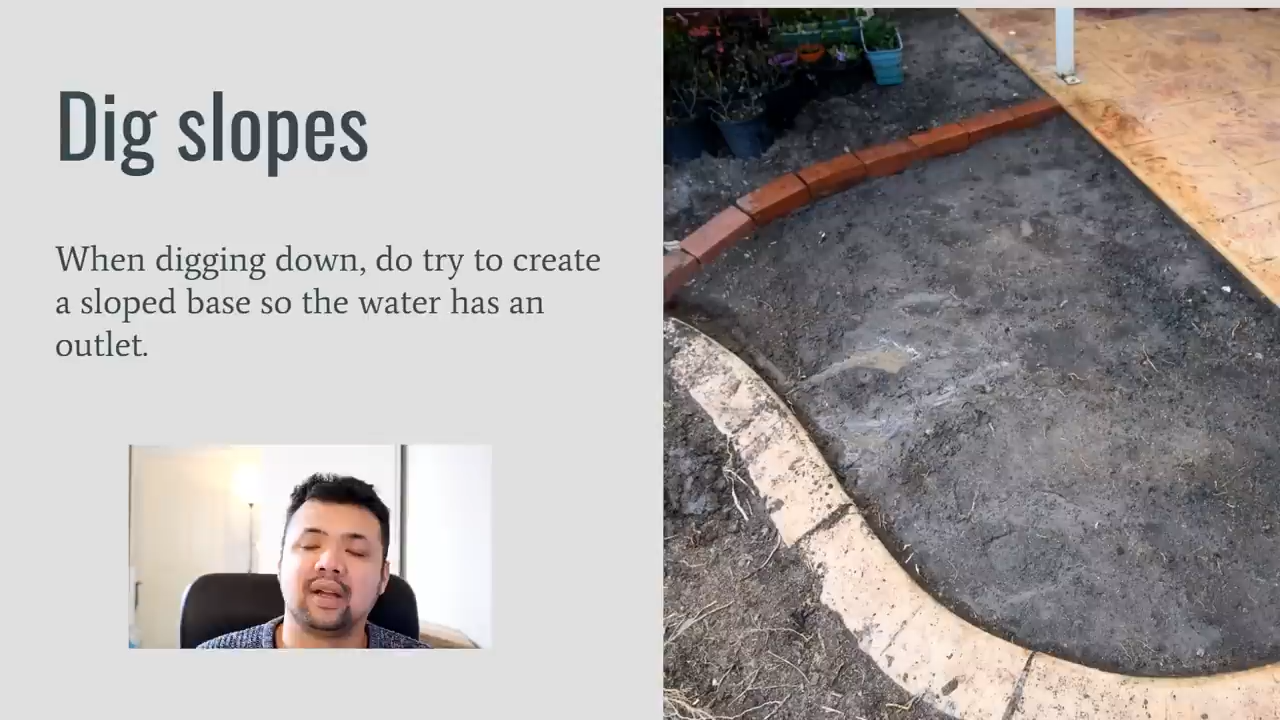 Dig slopes
When digging down, do try to create
a sloped base so the water has an
outlet.